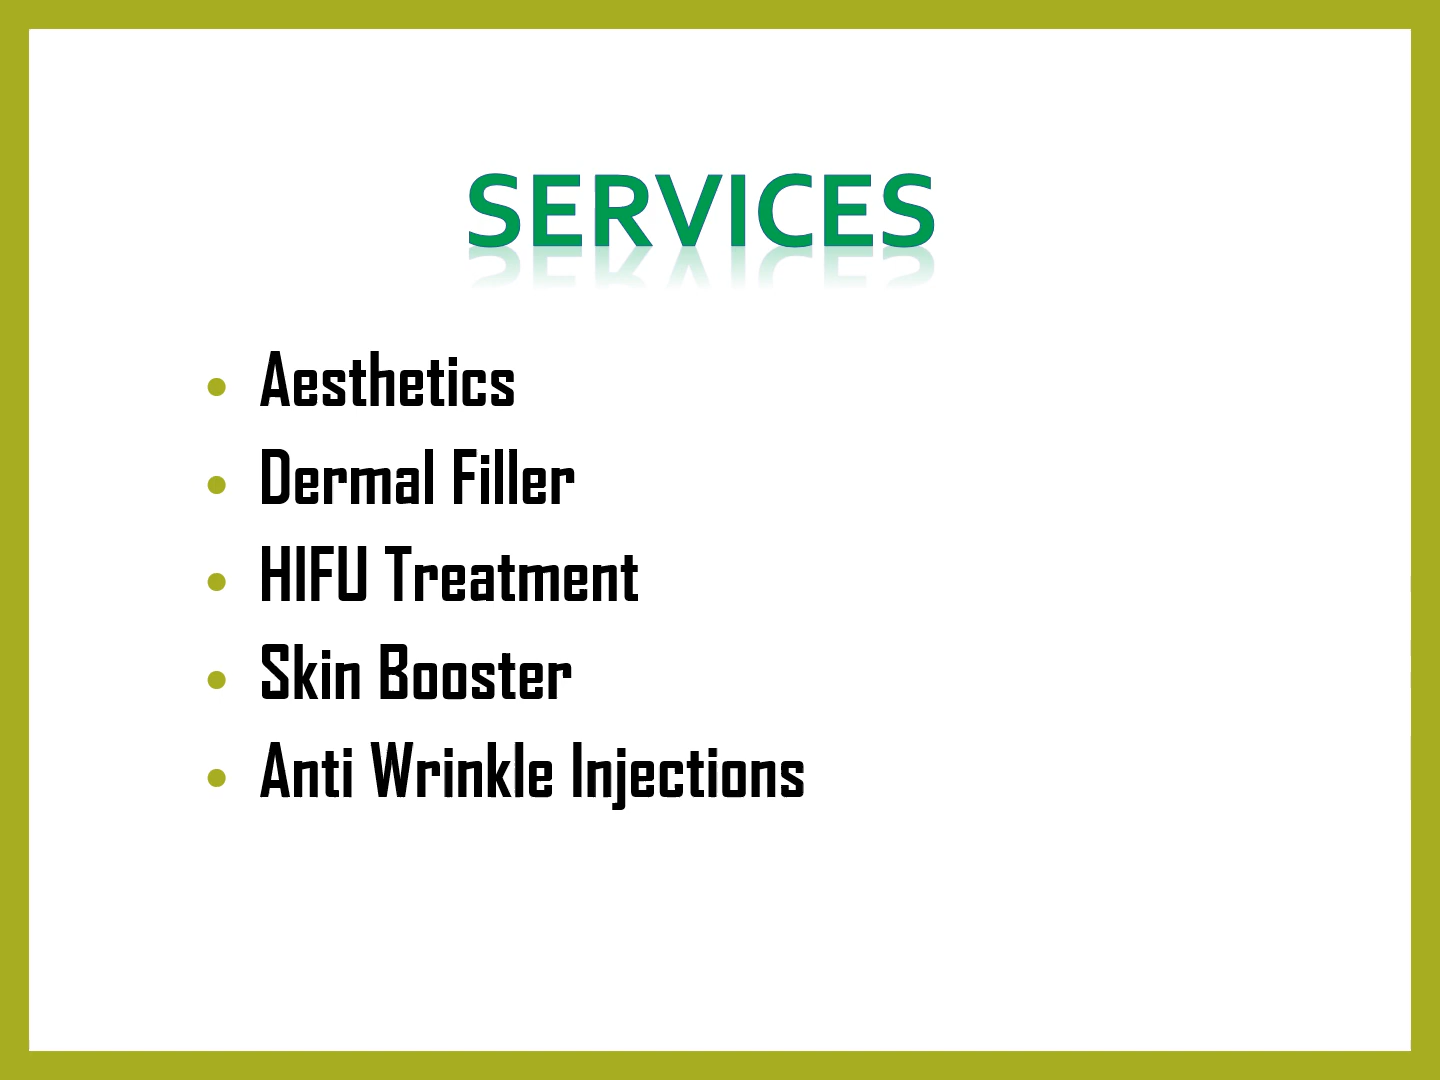 SERVICES
• Aesthetics
• Dermal Filler
• HIFU Treatment
• Skin Booster
• Anti Wrinkle Injections